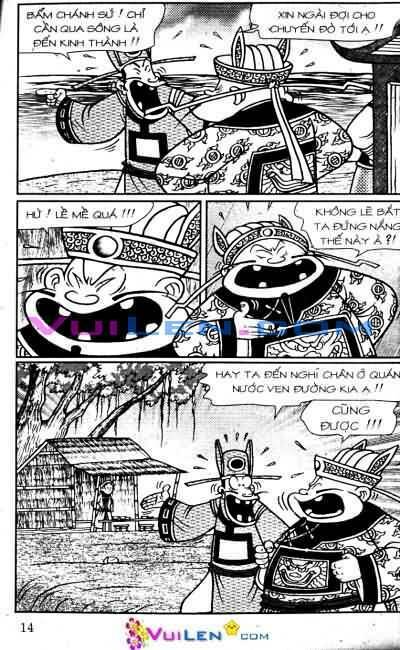 BẨM CHÁNH SỨ ! CHỈ
CẦN QUA SÔNG LÀ
ĐẾN KINH THÀNH !!
XIN NGÀI ĐỢI CHO
CHUYẾN ĐÒ TỚI Ạ !!
HỪ ! LỀ MỀ QUÁ !!!
KHÔNG LẼ BẮT
TA ĐỨNG NẮNG
THẾ NÀY À ?!
VUILEN.COM
HAY TA ĐẾN NGHỈ CHÂN Ở QUÁN
NƯỚC VEN ĐƯỜNG KIA Ạ !!
CŨNG
ĐƯỢC !!!
14
VUILEN.COM